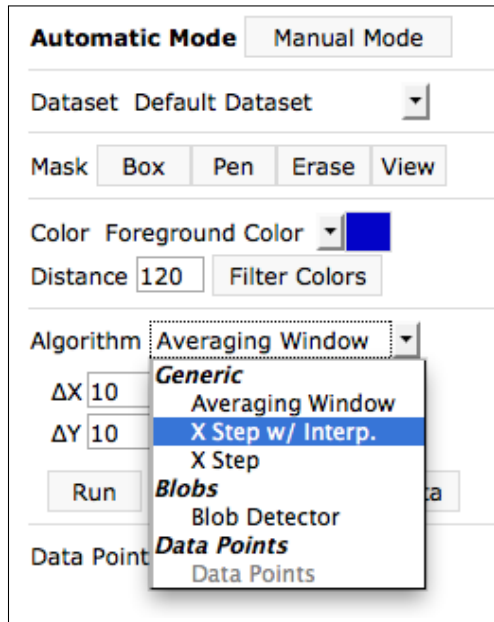 Automatic Mode Manual Mode
Dataset Default Dataset
Mask Box Pen Erase View
Color Foreground Color
Distance 120 Filter Colors
Algorithm Averaging Window
Generic
ΔX 10
Averaging Window
ΔY 10 X Step w/ Interp.
X Step
Run Blobs
Blob Detector
Data Points
Data Point
Data Points